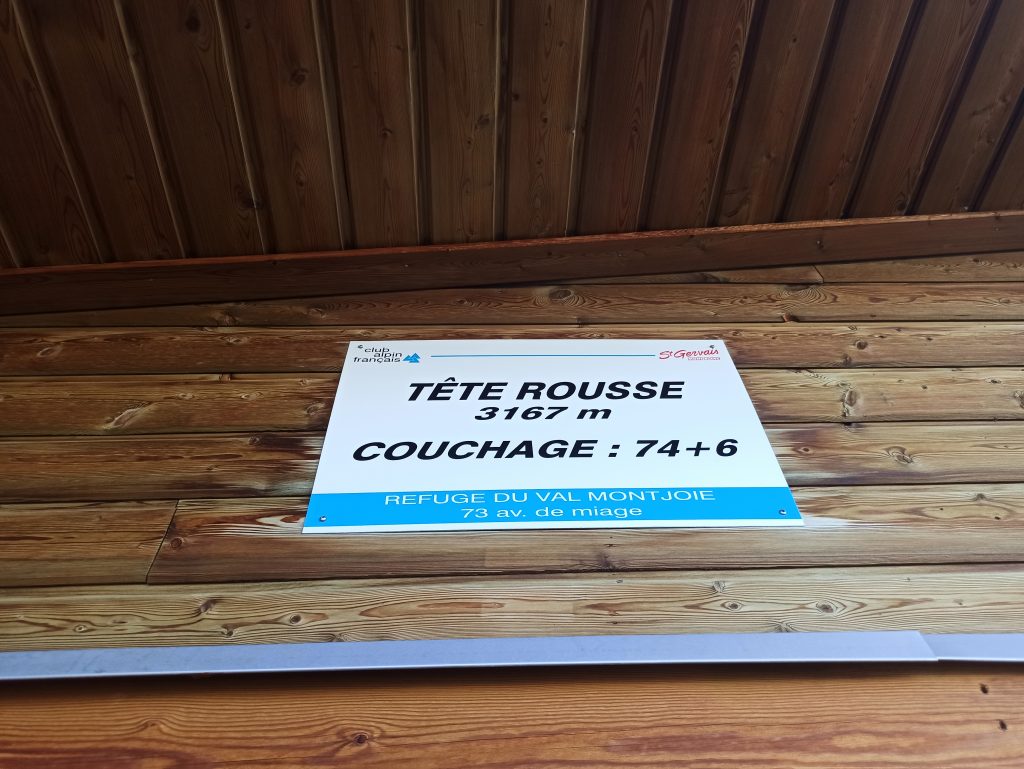 club
alpin
français
St Gervais
TÊTE ROUSSE
3167 m
COUCHAGE : 74+6
REFUGE DU VAL MONTJOIE
73 av. de miage